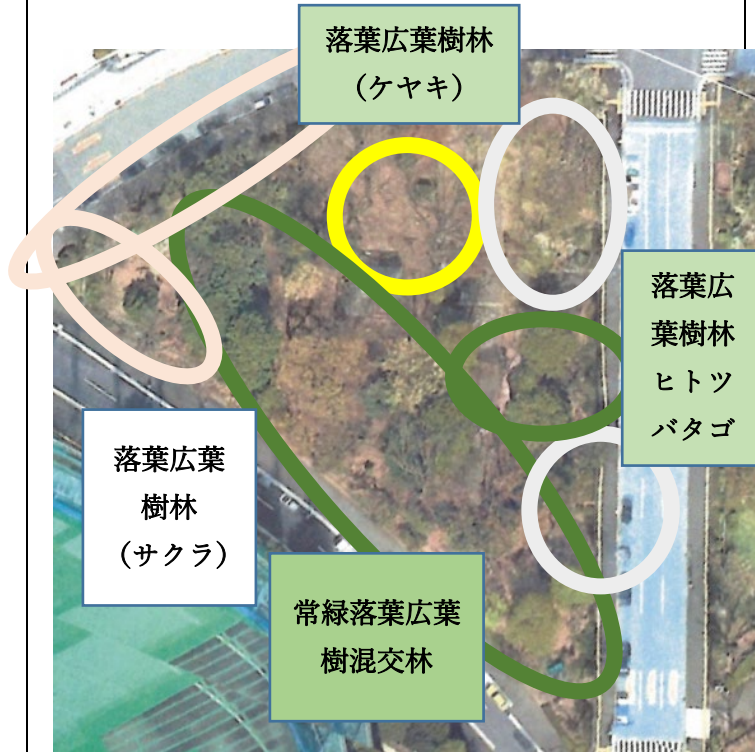 落葉広葉樹林
（ケヤキ）
落葉広
葉樹林
ヒトツ
バタゴ
落葉広葉
樹林
（サクラ）
常緑落葉広葉
樹混交林